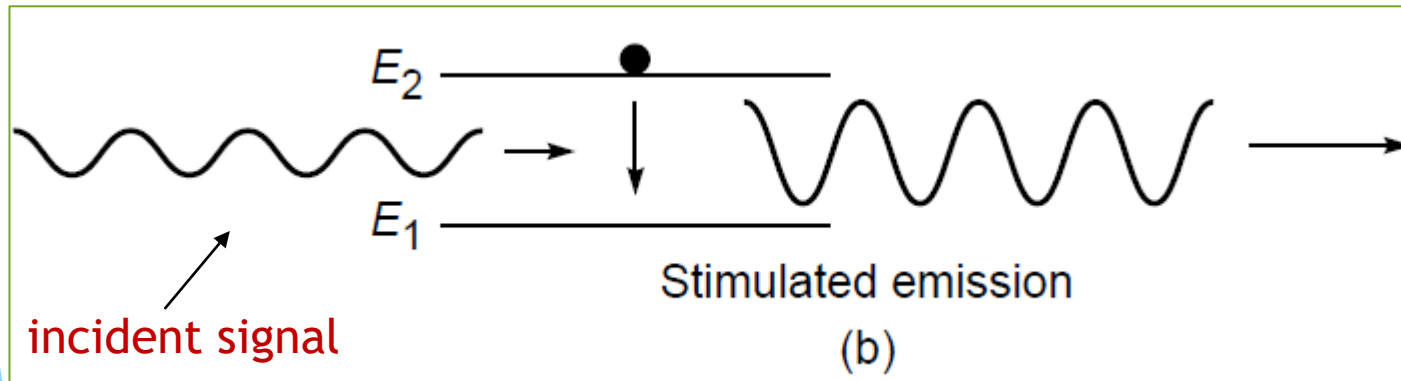 E₂
E₁
Stimulated emission
incident signal
(b)